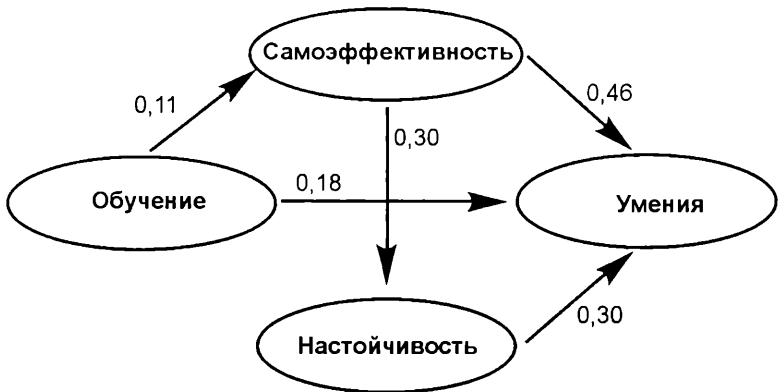 Самоэффективность
0,11
0,46
0,30
Обучение
0,18
Умения
Настойчивость
0,30